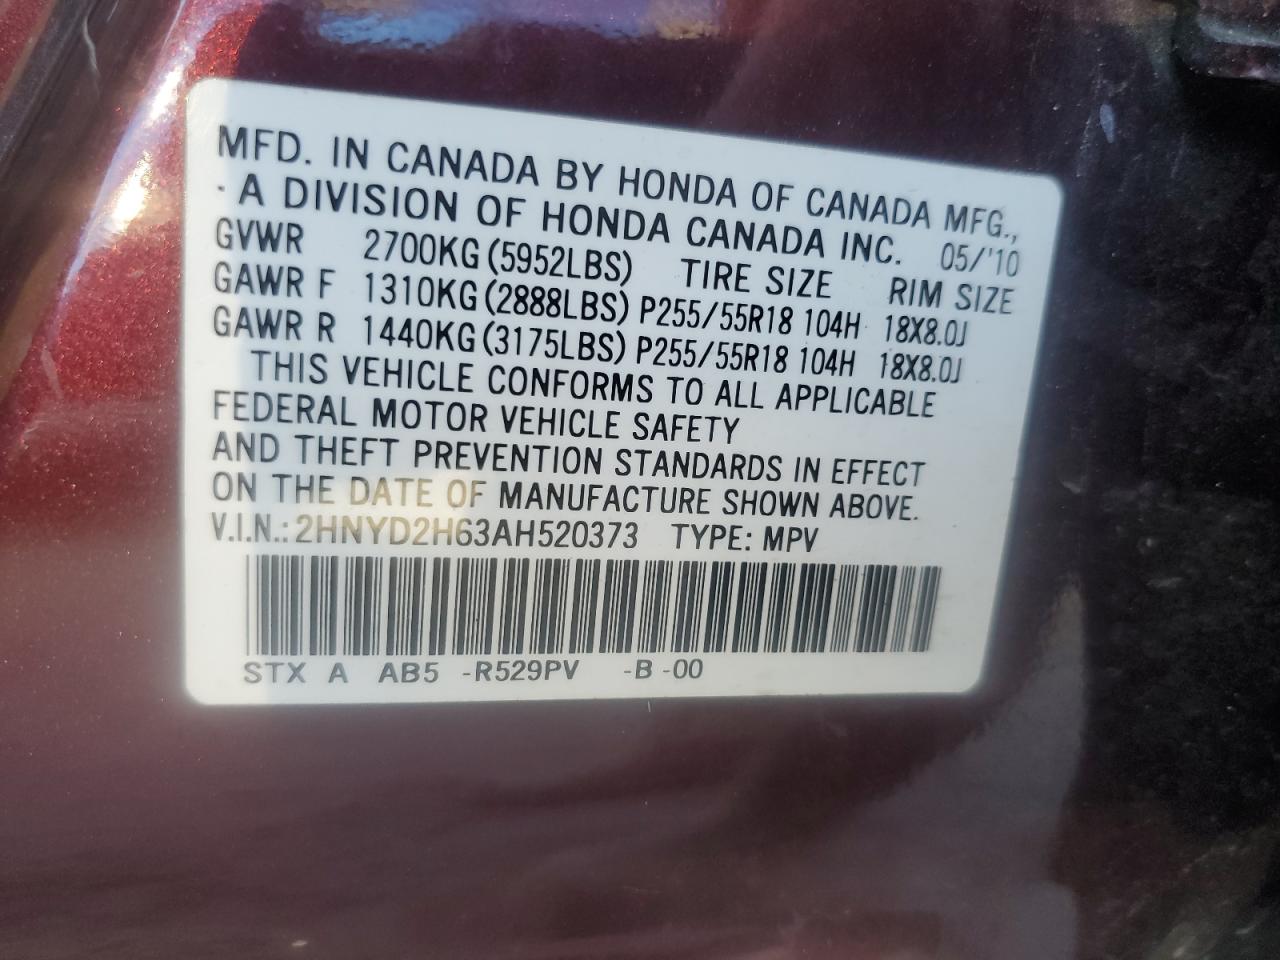 MFD. IN CANADA BY HONDA OF CANADA MFG.,
· A DIVISION OF HONDA CANADA INC. 05/'10
GVWR 2700KG (5952LBS) TIRE SIZE RIM SIZE
GAWR F 1310KG (2888LBS) P255/55R18 104H 18X8.0J
GAWR R 1440KG (3175LBS) P255/55R18 104H 18X8.0J
THIS VEHICLE CONFORMS TO ALL APPLICABLE
FEDERAL MOTOR VEHICLE SAFETY
AND THEFT PREVENTION STANDARDS IN EFFECT
ON THE DATE OF MANUFACTURE SHOWN ABOVE.
V.I.N.: 2HNYD2H63AH520373 TYPE: MPV
STX A AB5 -R529PV -B -00